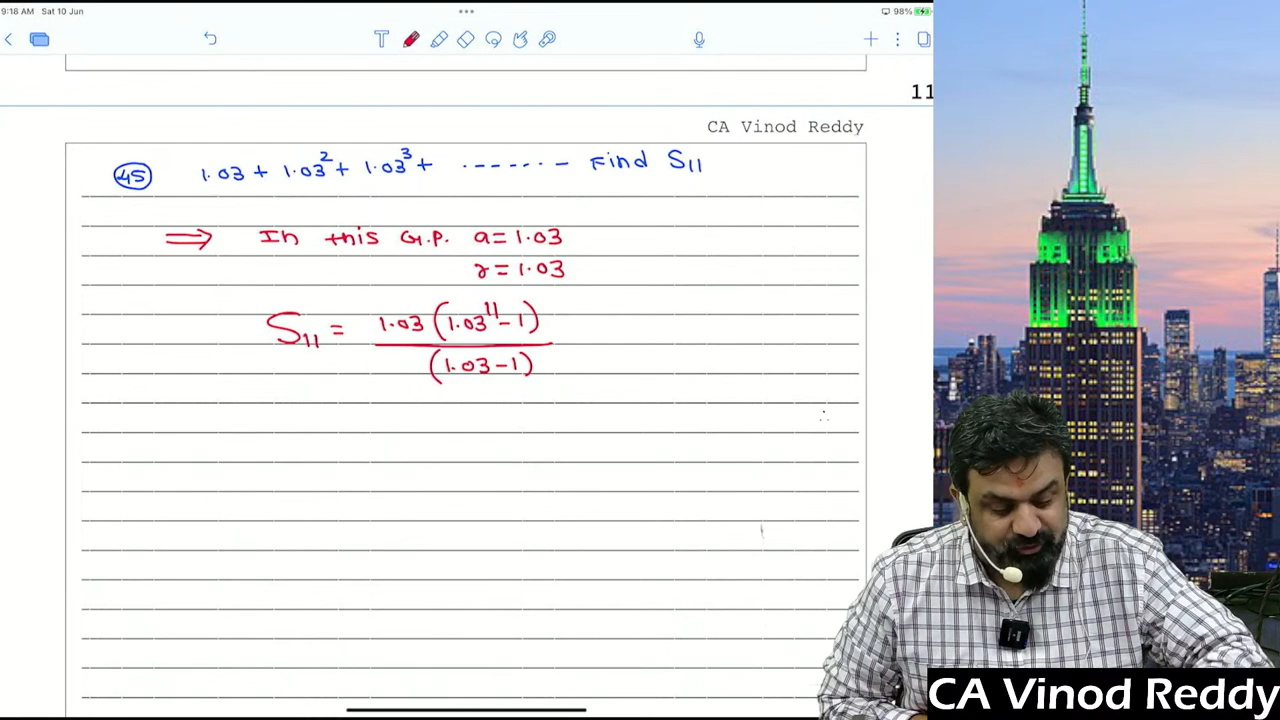 9:18 AM Sat 10 Jun
98%
T
11
CA Vinod Reddy
45 1.03 + 1.03² + 1.03³ + ------- Find S₁₁
⇒ In this G.P. a = 1.03
r = 1.03
S₁₁ = 1.03 (1.03¹¹ - 1)
(1.03 - 1)
CA Vinod Reddy